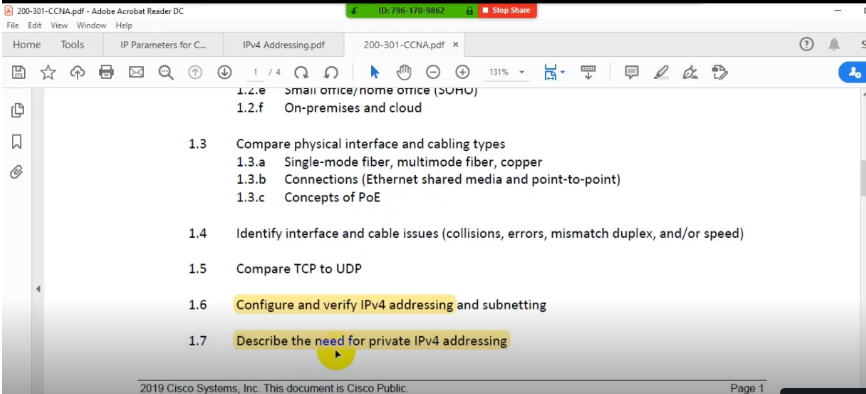 200-301-CCNA.pdf - Adobe Acrobat Reader DC
ID: 796-170-9862 Stop Share
File Edit View Window Help
Home Tools IP Parameters for C... IPv4 Addressing.pdf 200-301-CCNA.pdf ×
1 / 4 131%
1.2.e Small office/home office (SOHO)
1.2.f On-premises and cloud
1.3 Compare physical interface and cabling types
1.3.a Single-mode fiber, multimode fiber, copper
1.3.b Connections (Ethernet shared media and point-to-point)
1.3.c Concepts of PoE
1.4 Identify interface and cable issues (collisions, errors, mismatch duplex, and/or speed)
1.5 Compare TCP to UDP
1.6 Configure and verify IPv4 addressing and subnetting
1.7 Describe the need for private IPv4 addressing
2019 Cisco Systems, Inc. This document is Cisco Public. Page 1